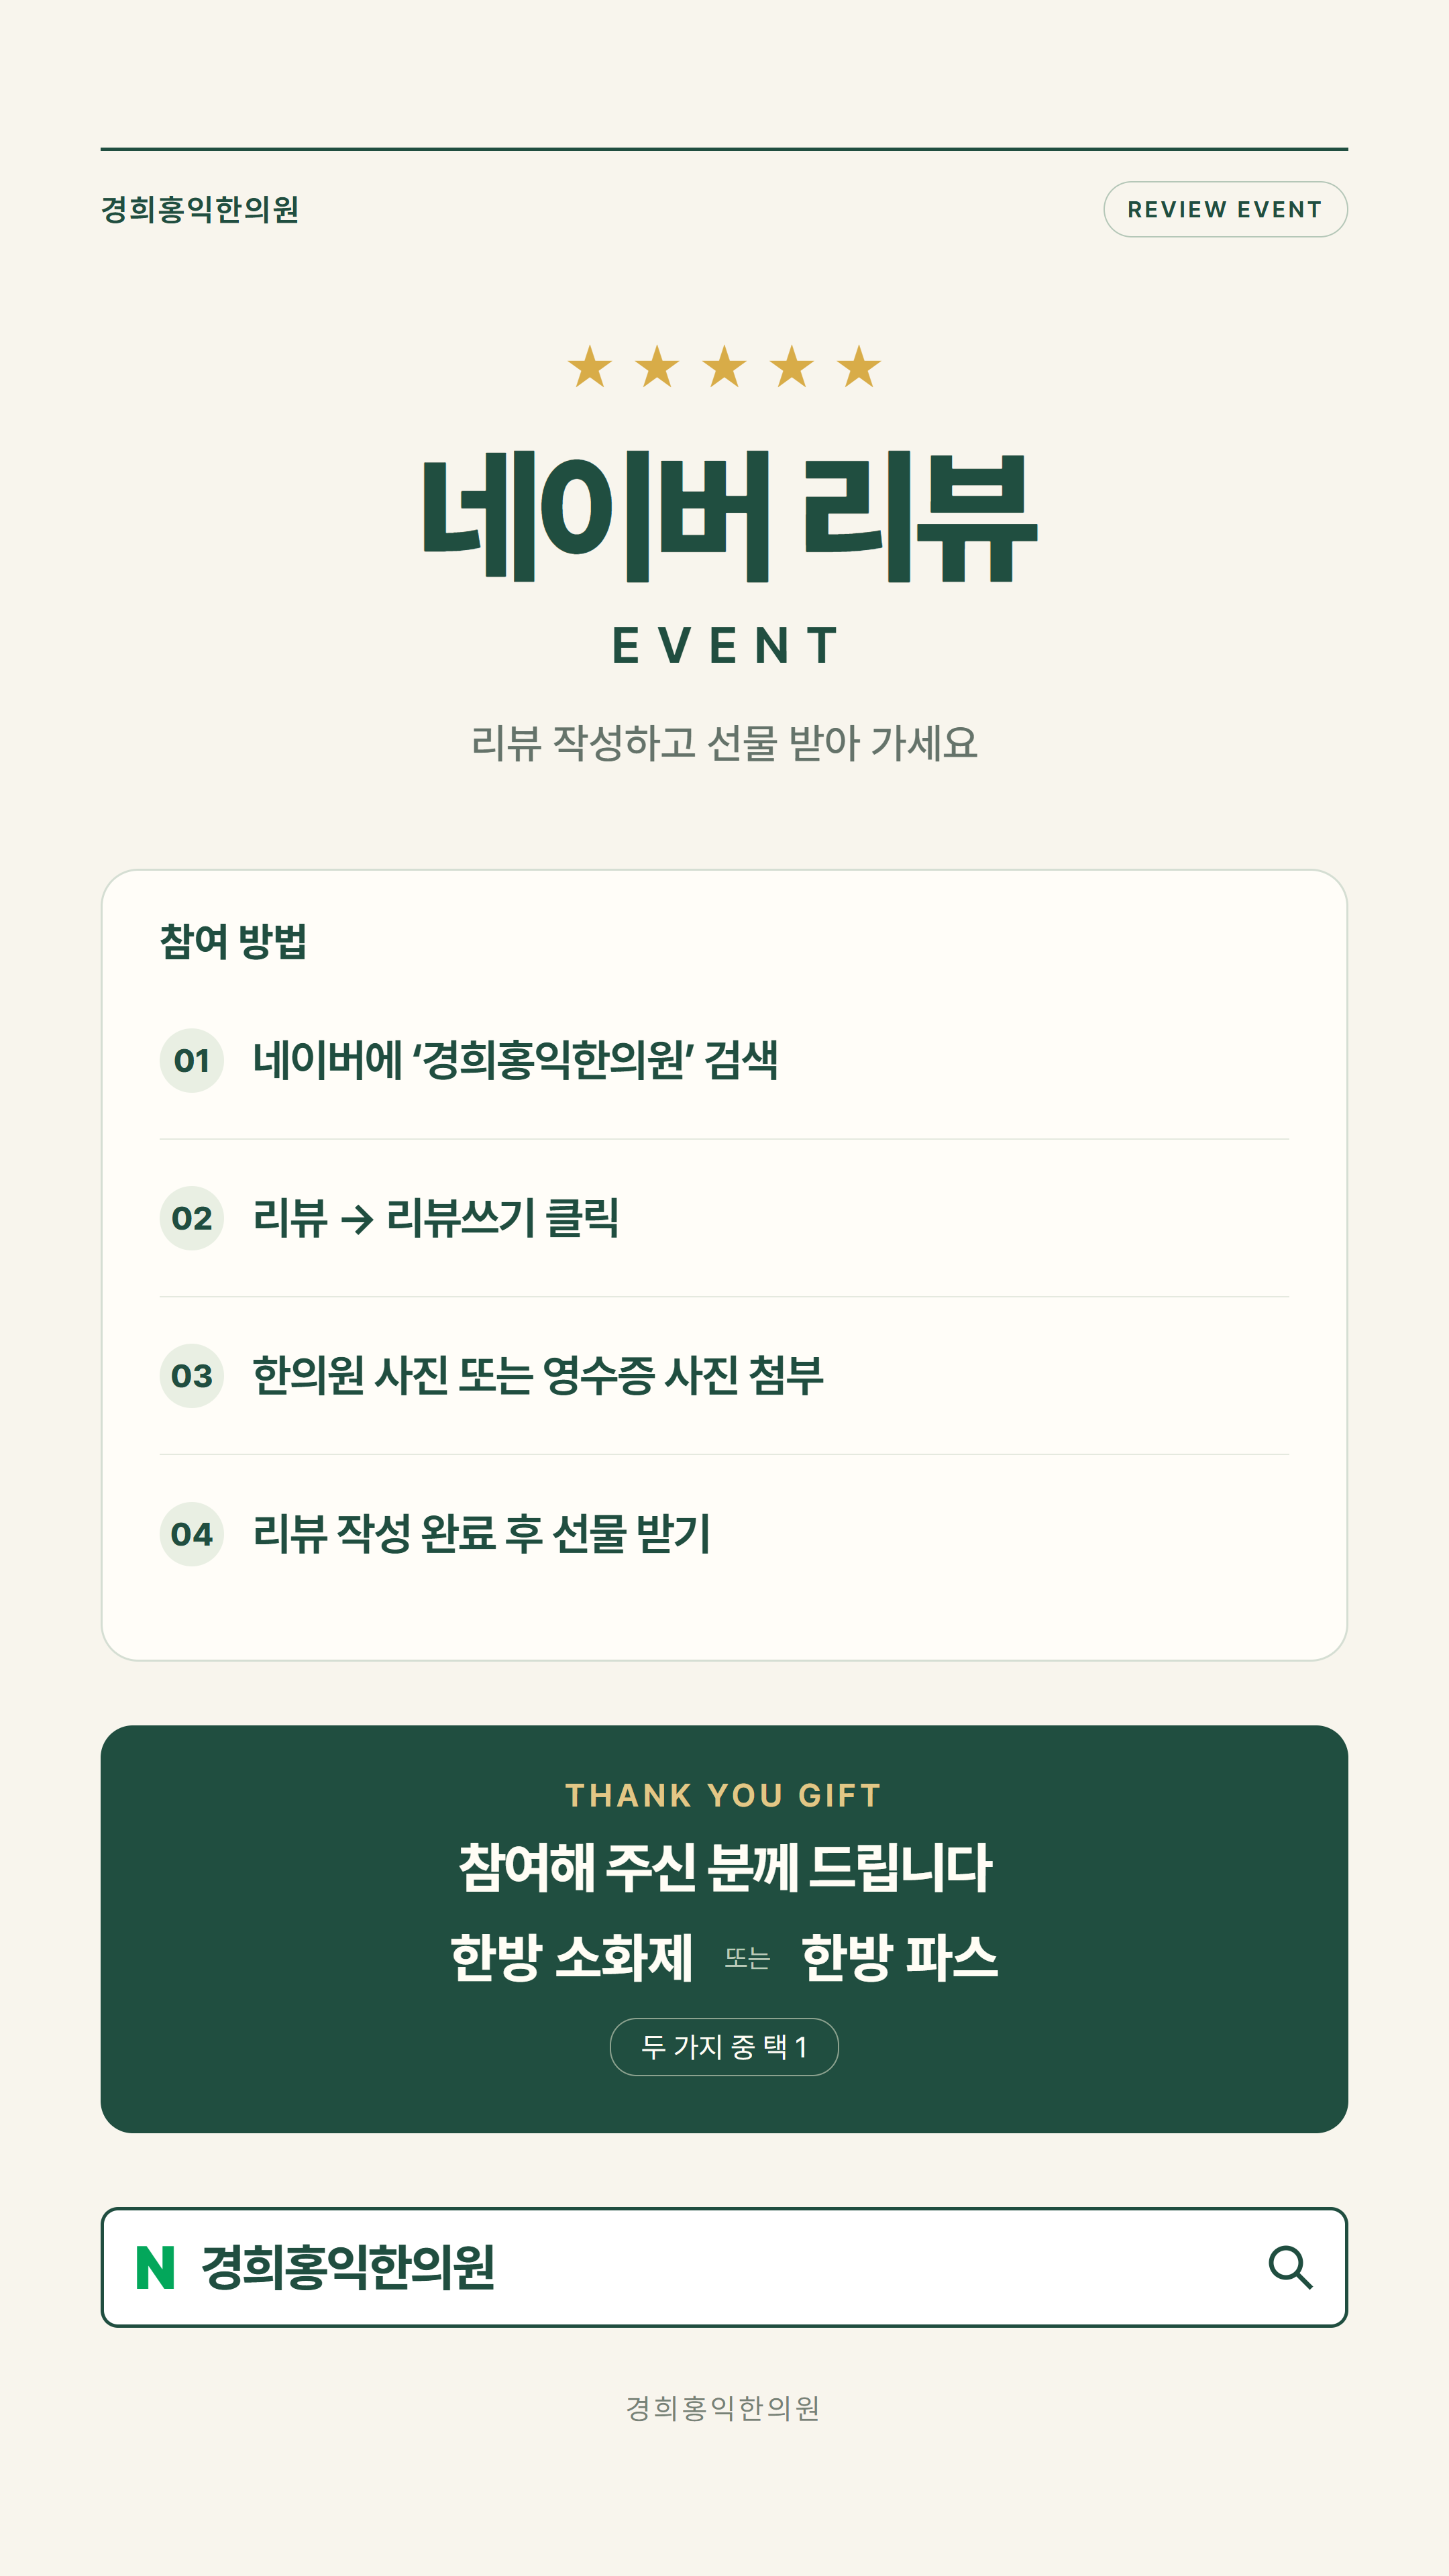 경희홍익한의원
REVIEW EVENT
★★★★★
네이버 리뷰
EVENT
리뷰 작성하고 선물 받아 가세요
참여 방법
01 네이버에 ‘경희홍익한의원’ 검색
02 리뷰 → 리뷰쓰기 클릭
03 한의원 사진 또는 영수증 사진 첨부
04 리뷰 작성 완료 후 선물 받기
THANK YOU GIFT
참여해 주신 분께 드립니다
한방 소화제 또는 한방 파스
두 가지 중 택 1
N 경희홍익한의원
경희홍익한의원